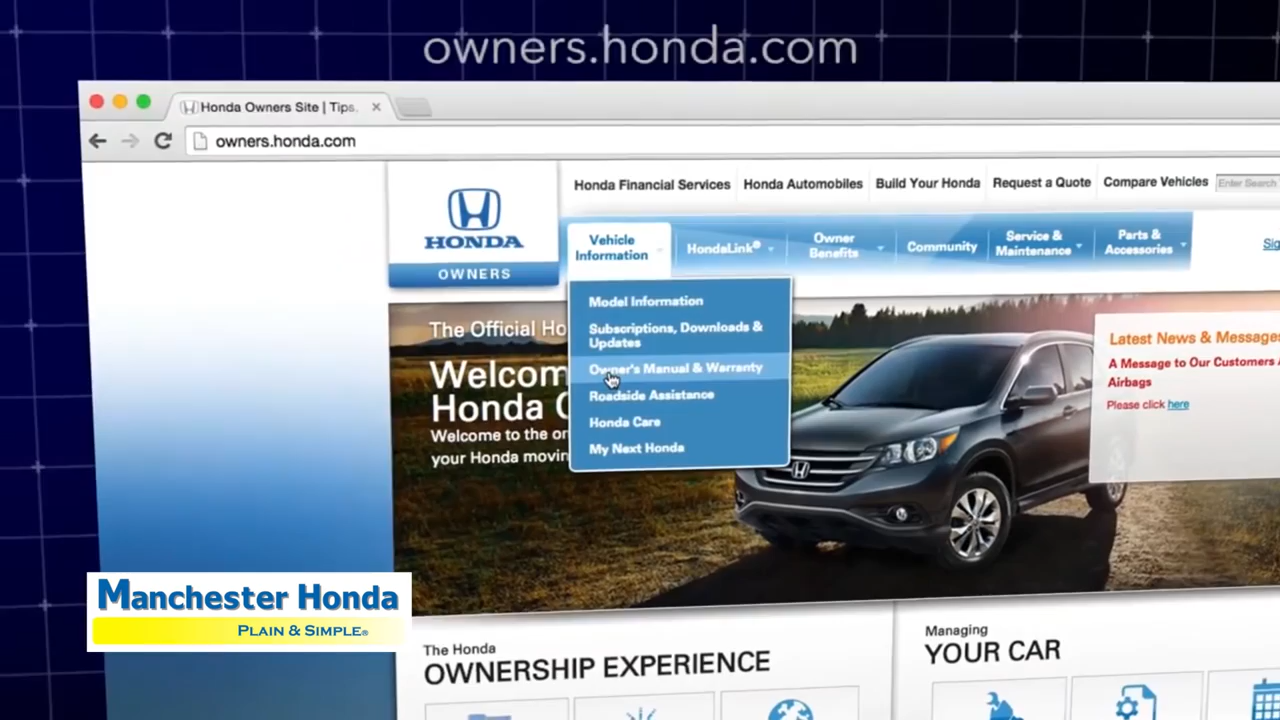 owners.honda.com
Honda Owners Site | Tips,
owners.honda.com
Honda Financial Services
Honda Automobiles
Build Your Honda
Request a Quote
Compare Vehicles
Enter Search
HONDA
OWNERS
Vehicle
Information
HondaLink®
Owner
Benefits
Community
Service &
Maintenance
Parts &
Accessories
Model Information
Subscriptions, Downloads &
Updates
Owner's Manual & Warranty
Roadside Assistance
Honda Care
My Next Honda
The Official Ho
Welcom
Honda
Welcome to the
your Honda movin
Latest News & Messages
A Message to Our Customers
Airbags
Please click here
Manchester Honda
PLAIN & SIMPLE®
The Honda
OWNERSHIP EXPERIENCE
Managing
YOUR CAR